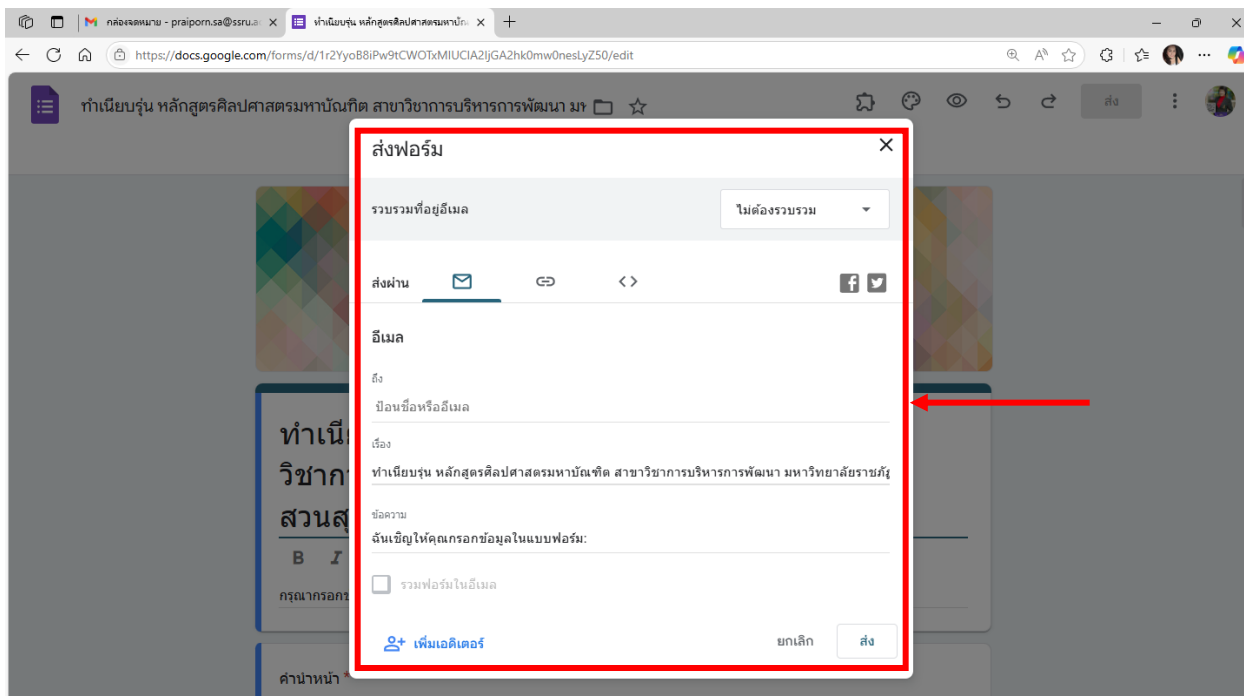 กล่องจดหมาย - praiporn.sa@ssru.ac
ทำเนียบรุ่น หลักสูตรศิลปศาสตรมหาบัณ
https://docs.google.com/forms/d/1r2YyoB8iPw9tCWOTxMIUCIA2IjGA2hk0mw0nesLyZ50/edit
ทำเนียบรุ่น หลักสูตรศิลปศาสตรมหาบัณฑิต สาขาวิชาการบริหารการพัฒนา มห
ส่ง
ส่งฟอร์ม
รวบรวมที่อยู่อีเมล
ไม่ต้องรวบรวม
ส่งผ่าน
อีเมล
ถึง
ป้อนชื่อหรืออีเมล
เรื่อง
ทำเนียบรุ่น หลักสูตรศิลปศาสตรมหาบัณฑิต สาขาวิชาการบริหารการพัฒนา มหาวิทยาลัยราชภัฏ
ข้อความ
ฉันเชิญให้คุณกรอกข้อมูลในแบบฟอร์ม:
รวมฟอร์มในอีเมล
เพิ่มเอดิเตอร์
ยกเลิก
ส่ง
ทำเนี
วิชาก
สวนสุ
B I
กรุณากรอกข
คำนำหน้า *